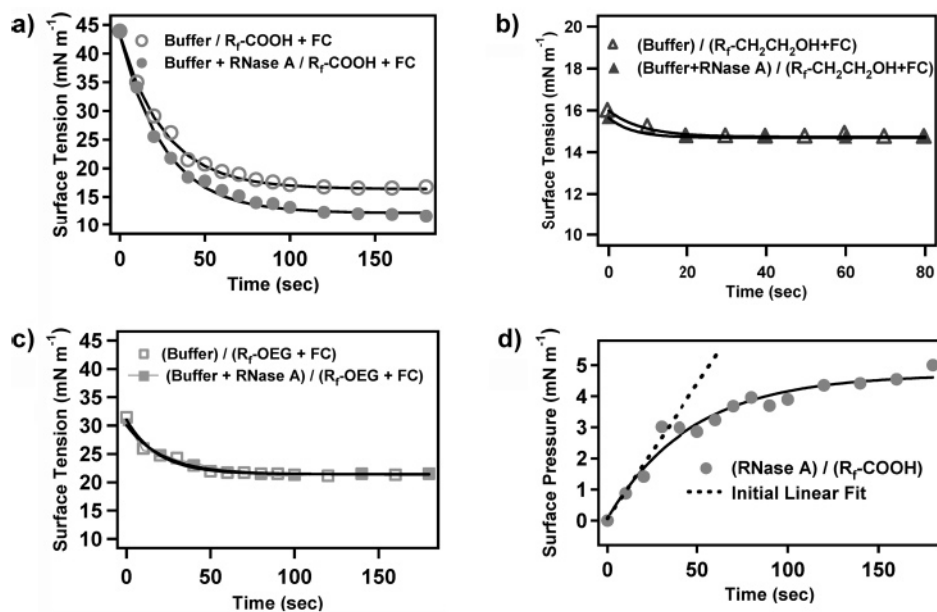 a)
Surface Tension (mN m⁻¹)
45
40
35
30
25
20
15
10
Buffer / Rf-COOH + FC
Buffer + RNase A / Rf-COOH + FC
0 50 100 150
Time (sec)
b)
Surface Tension (mN m⁻¹)
20
18
16
14
12
10
(Buffer) / (Rf-CH2CH2OH+FC)
(Buffer+RNase A) / (Rf-CH2CH2OH+FC)
0 20 40 60 80
Time (sec)
c)
Surface Tension (mN m⁻¹)
45
40
35
30
25
20
15
10
(Buffer) / (Rf-OEG + FC)
(Buffer + RNase A) / (Rf-OEG + FC)
0 50 100 150
Time (sec)
d)
Surface Pressure (mN m⁻¹)
5
4
3
2
1
0
(RNase A) / (Rf-COOH)
Initial Linear Fit
0 50 100 150
Time (sec)